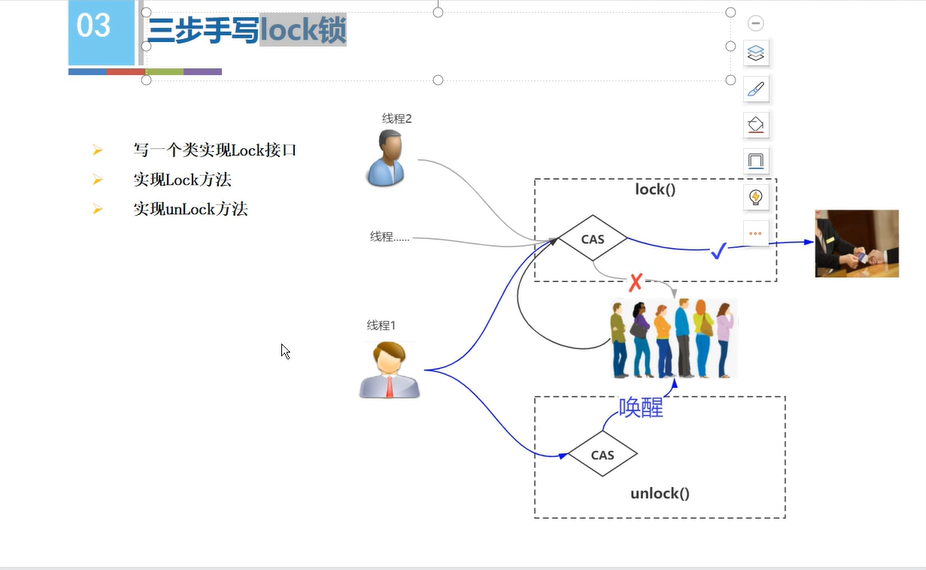 03
三步手写lock锁
线程2
写一个类实现Lock接口
实现Lock方法
实现unLock方法
lock()
线程......
CAS
线程1
唤醒
CAS
unlock()